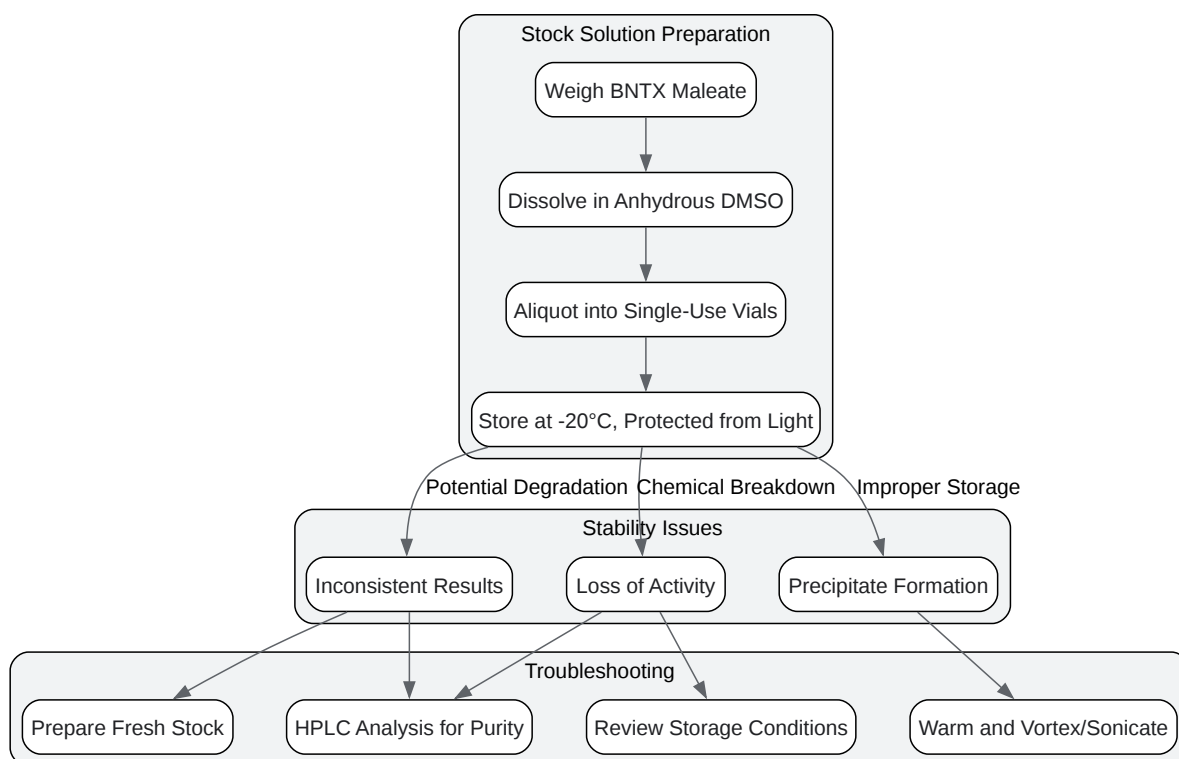 Stock Solution Preparation
Weigh BNTX Maleate
Dissolve in Anhydrous DMSO
Aliquot into Single-Use Vials
Store at -20°C, Protected from Light
Potential Degradation
Chemical Breakdown
Improper Storage
Stability Issues
Inconsistent Results
Loss of Activity
Precipitate Formation
Troubleshooting
Prepare Fresh Stock
HPLC Analysis for Purity
Review Storage Conditions
Warm and Vortex/Sonicate